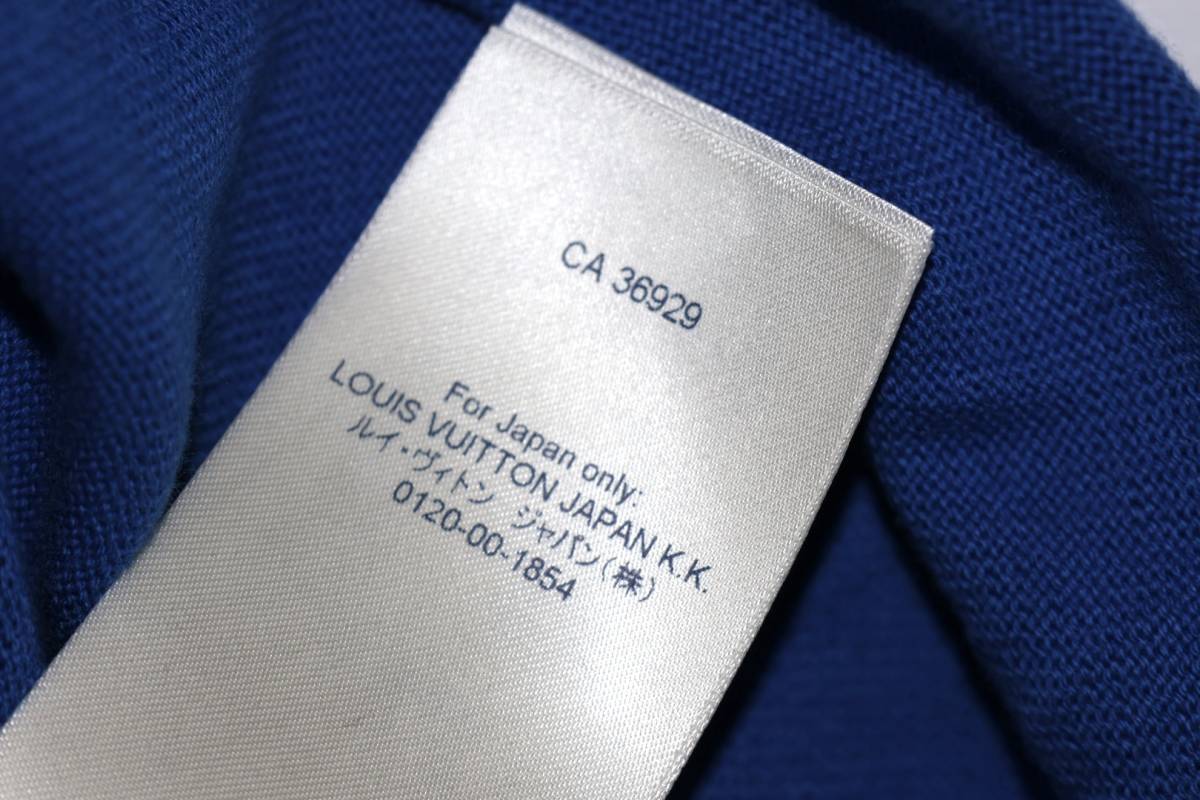 CA 36929
For Japan only:
LOUIS VUITTON JAPAN K.K.
ルイ・ヴィトン ジャパン(株)
0120-00-1854